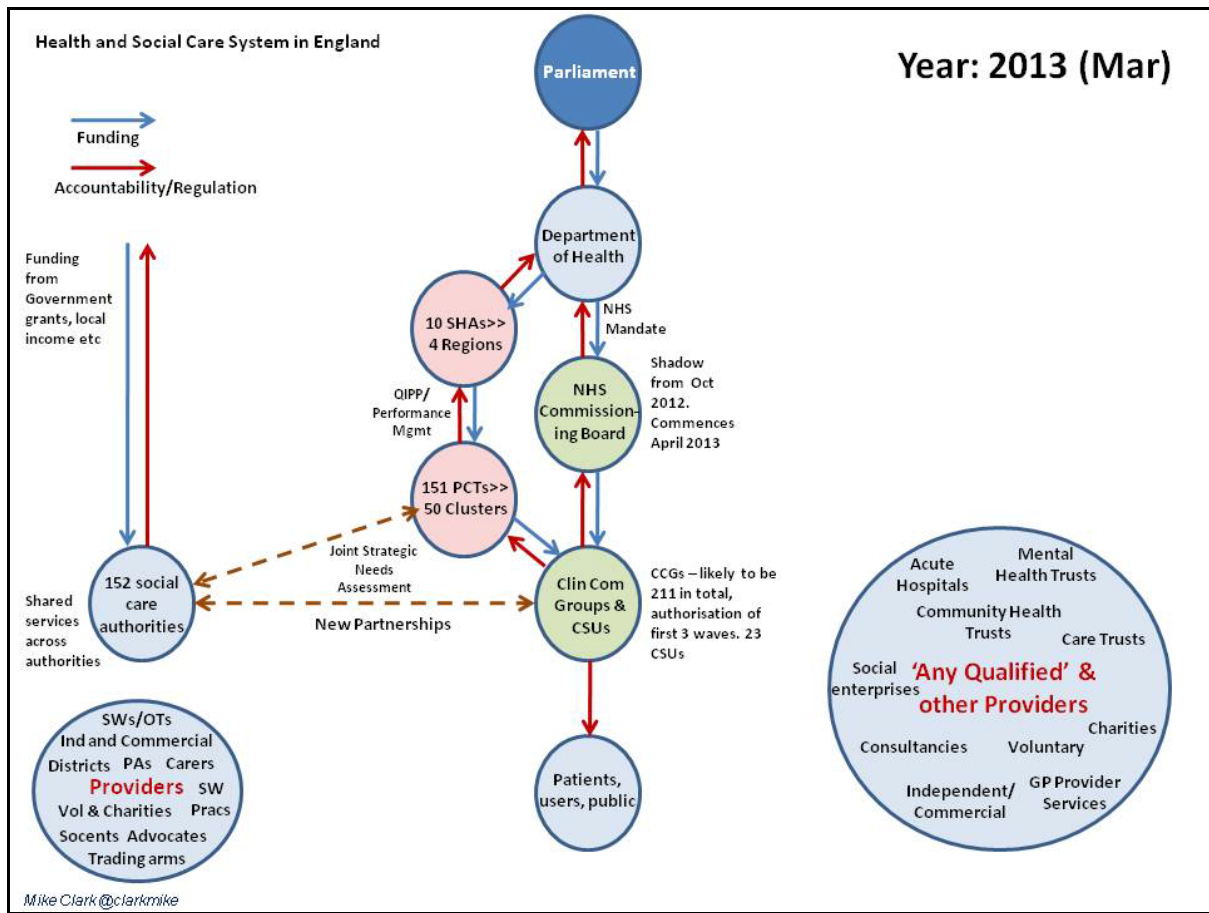 Health and Social Care System in England
Year: 2013 (Mar)
Funding
Accountability/Regulation
Parliament
Department
of Health
Funding
from
Government
grants, local
income etc
10 SHAs>>
4 Regions
NHS
Mandate
QIPP/
Performance
Mgmt
NHS
Commission-
ing Board
Shadow
from Oct
2012.
Commences
April 2013
151 PCTs>>
50 Clusters
Joint Strategic
Needs
Assessment
New Partnerships
152 social
care
authorities
Shared
services
across
authorities
Clin Com
Groups &
CSUs
CCGs – likely to be
211 in total,
authorisation of
first 3 waves. 23
CSUs
Patients,
users, public
SWs/OTs
Ind and Commercial
Districts PAs Carers
Providers SW
Vol & Charities Pracs
Socents Advocates
Trading arms
Acute
Hospitals
Mental
Health Trusts
Community Health
Trusts
Care Trusts
Social
enterprises
‘Any Qualified’ &
other Providers
Charities
Consultancies
Voluntary
Independent/
Commercial
GP Provider
Services
Mike Clark @clarkmike